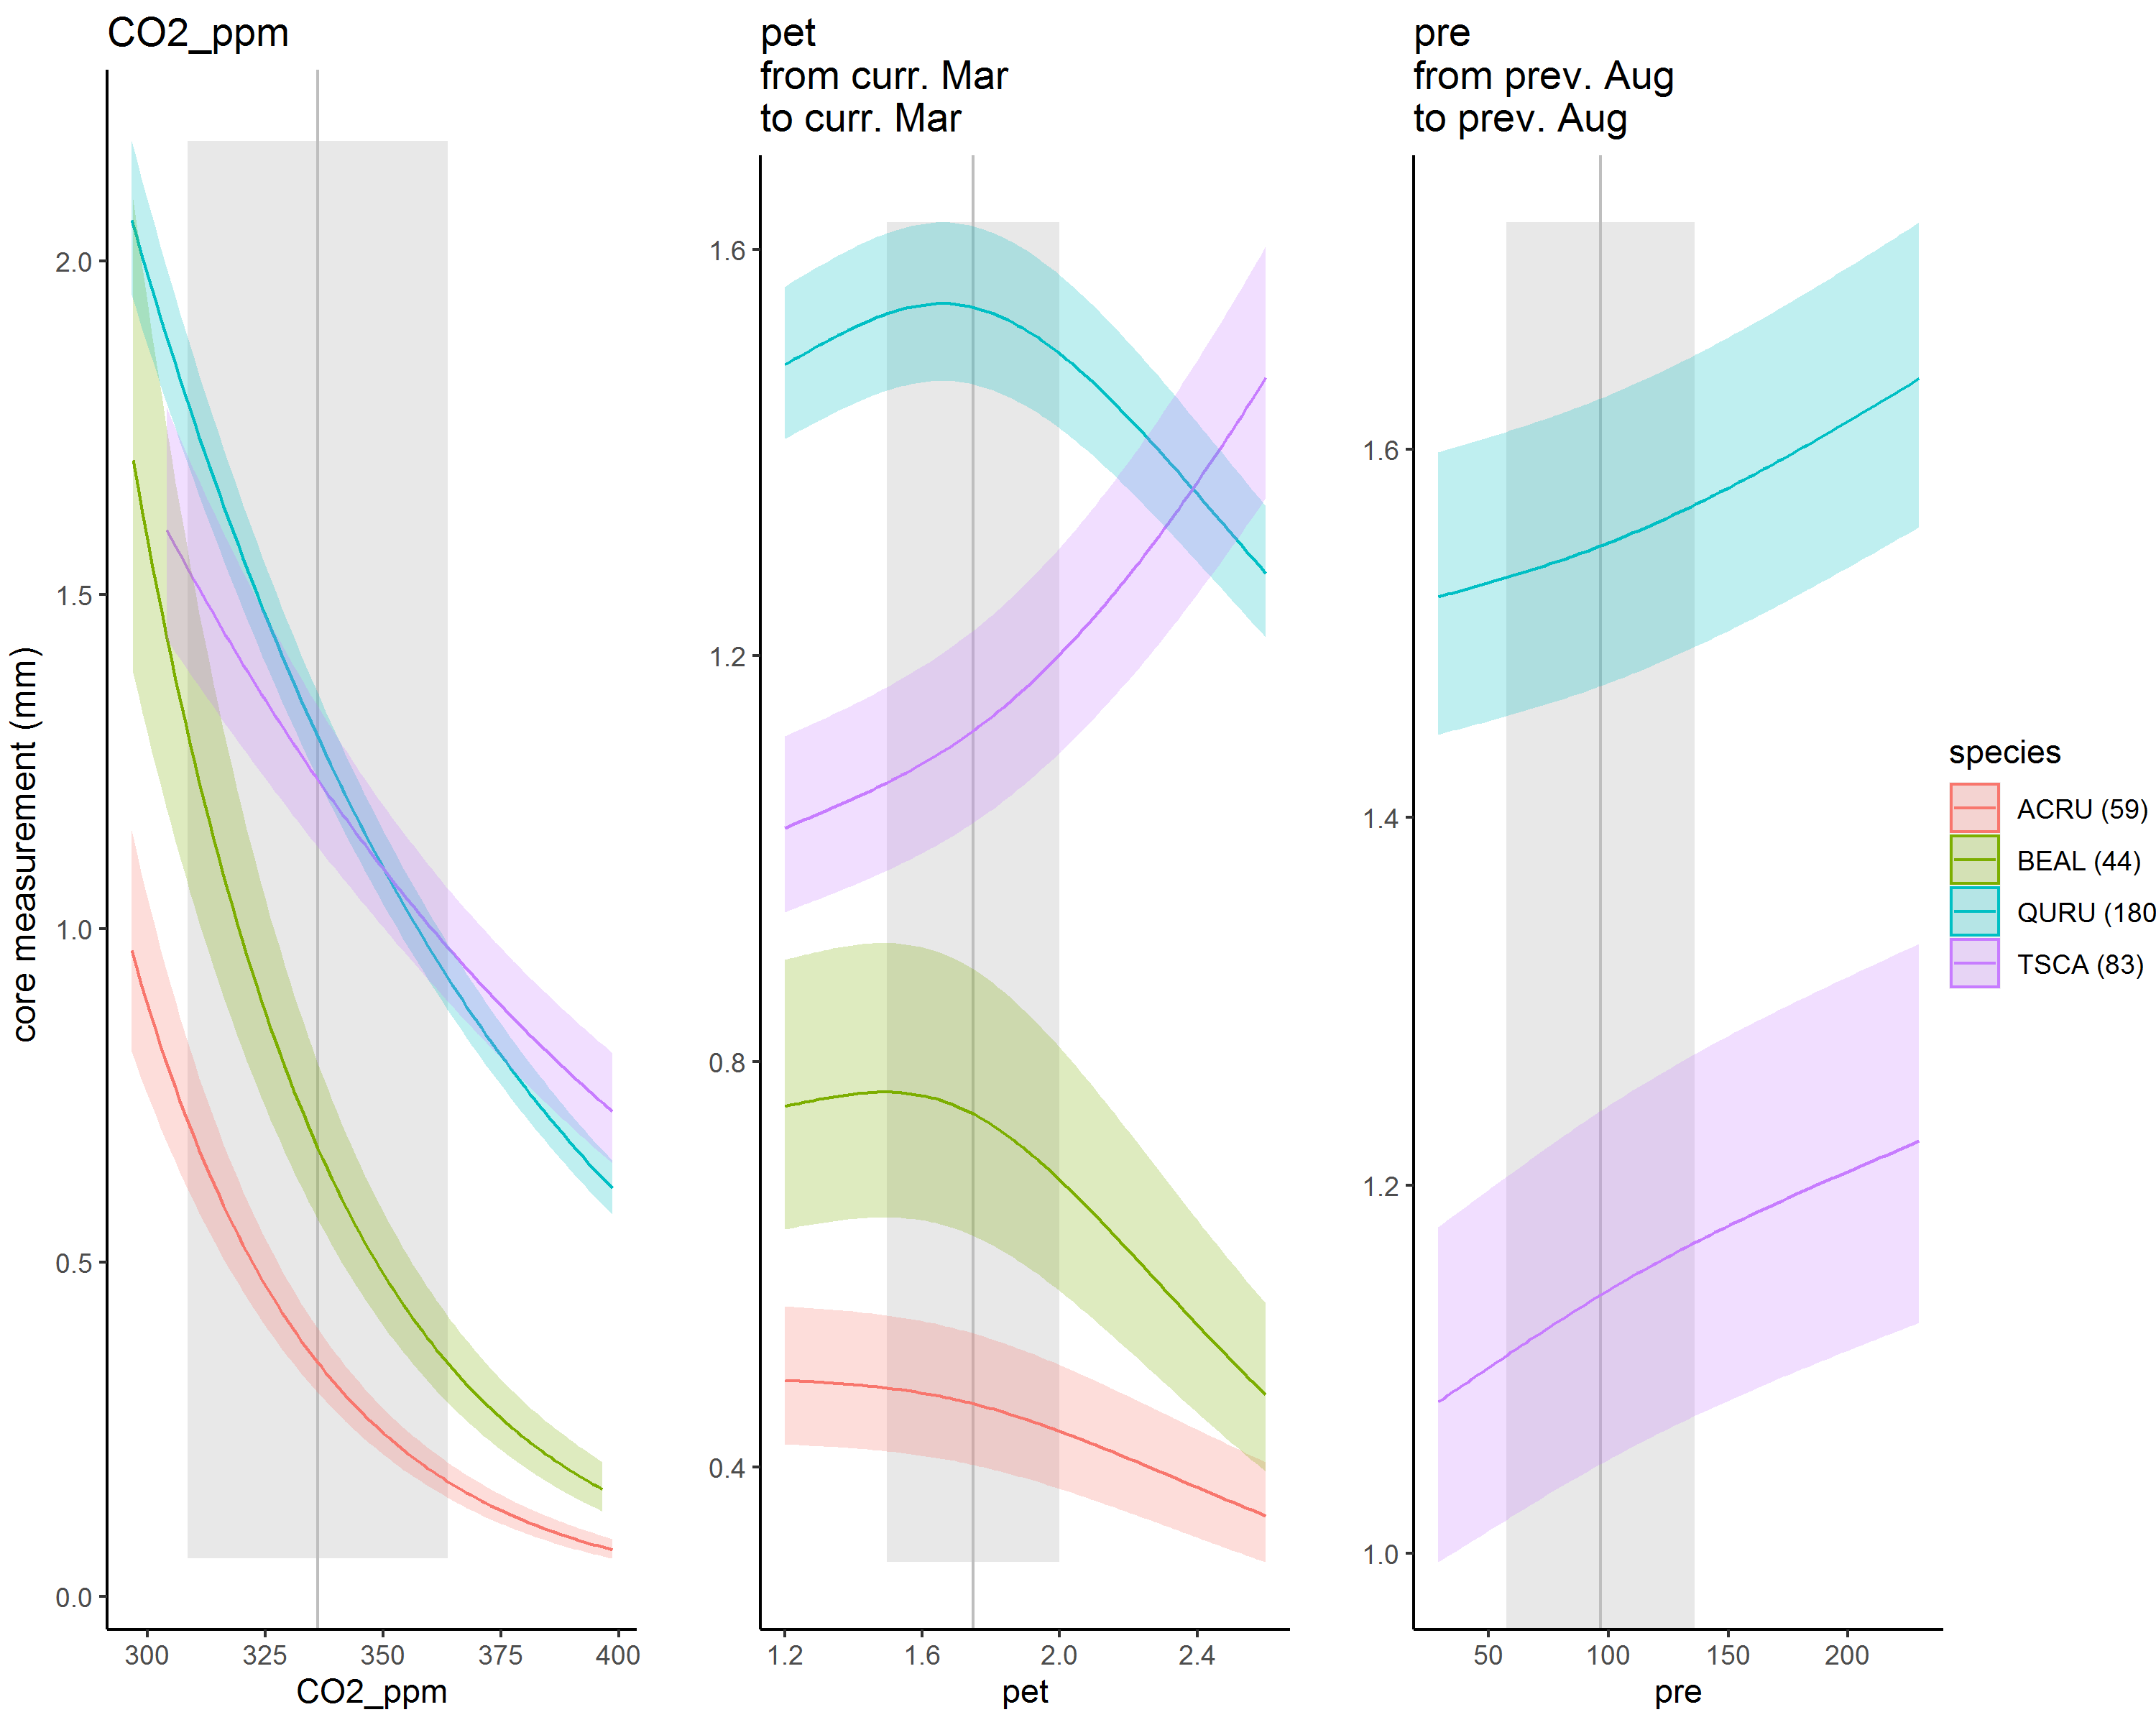 CO2_ppm
pet
from curr. Mar
to curr. Mar
pre
from prev. Aug
to prev. Aug
core measurement (mm)
2.0
1.5
1.0
0.5
0.0
300 325 350 375 400
CO2_ppm
1.6
1.2
0.8
0.4
1.2 1.6 2.0 2.4
pet
1.6
1.4
1.2
1.0
50 100 150 200
pre
species
ACRU (59)
BEAL (44)
QURU (180
TSCA (83)